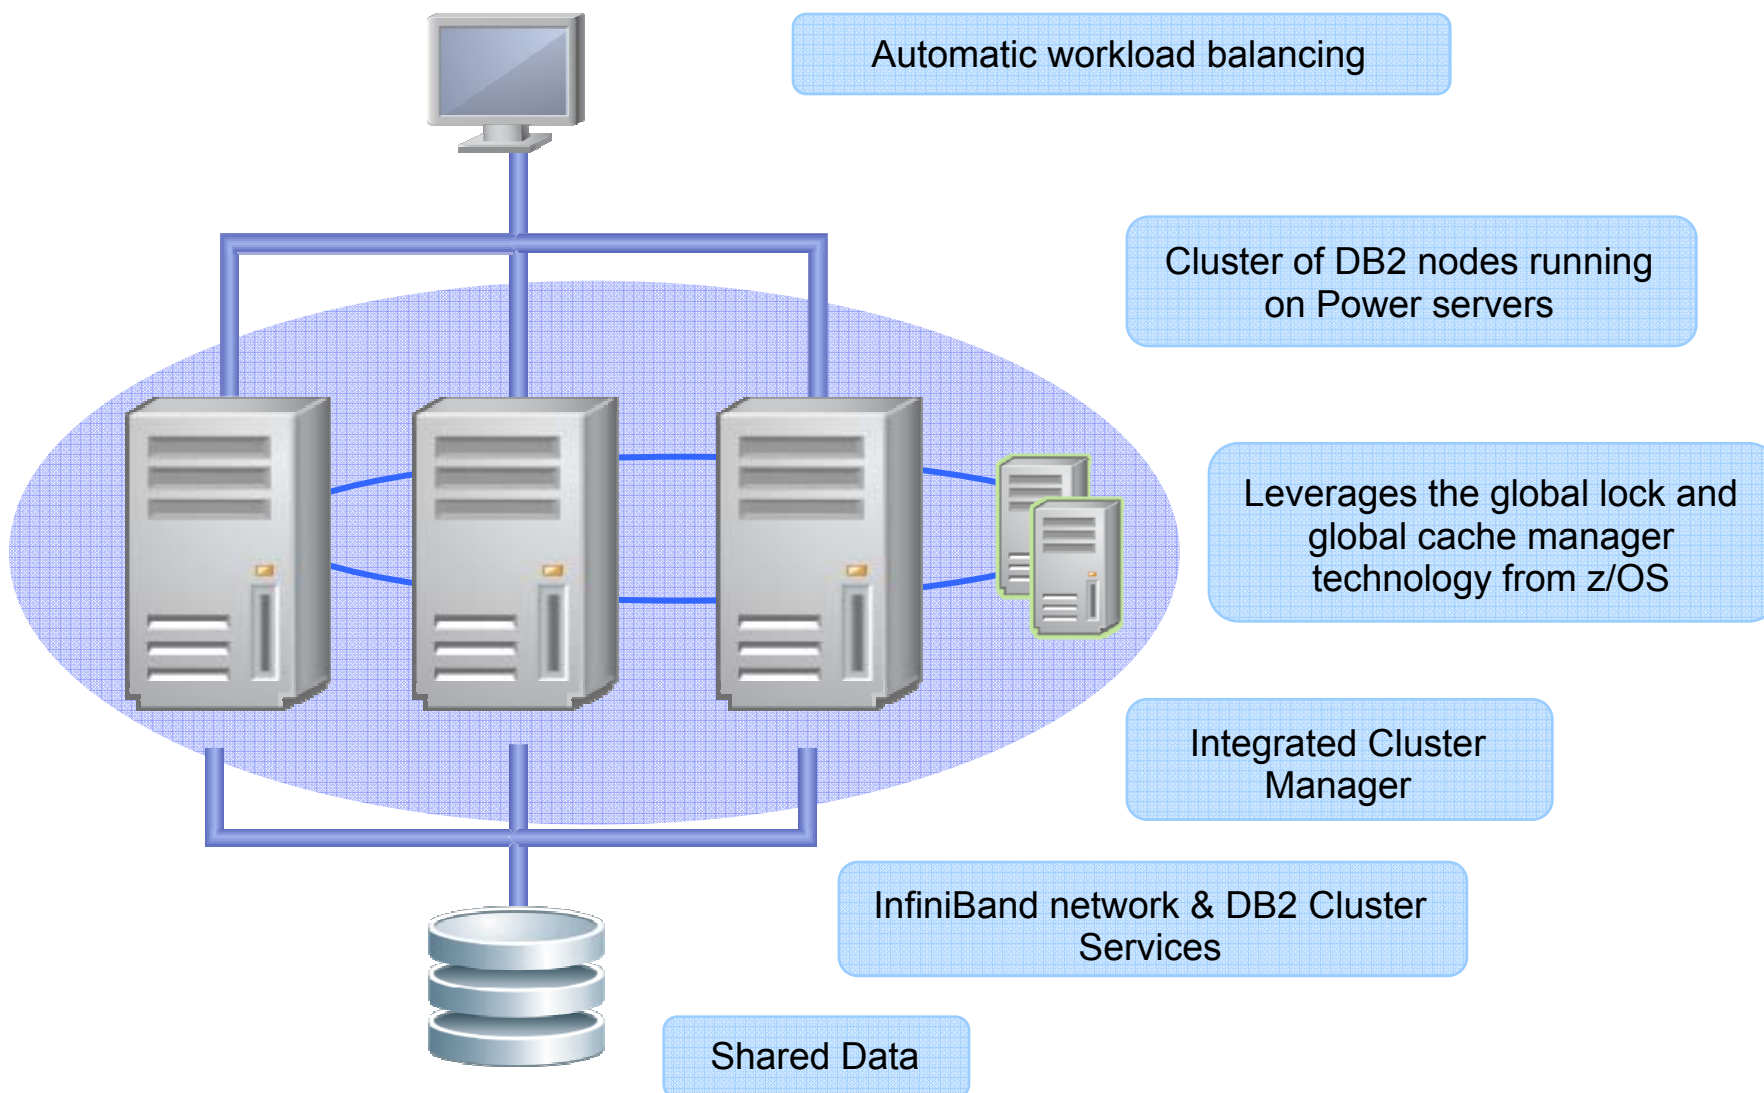 Automatic workload balancing
Cluster of DB2 nodes running
on Power servers
Leverages the global lock and
global cache manager
technology from z/OS
Integrated Cluster
Manager
InfiniBand network & DB2 Cluster
Services
Shared Data